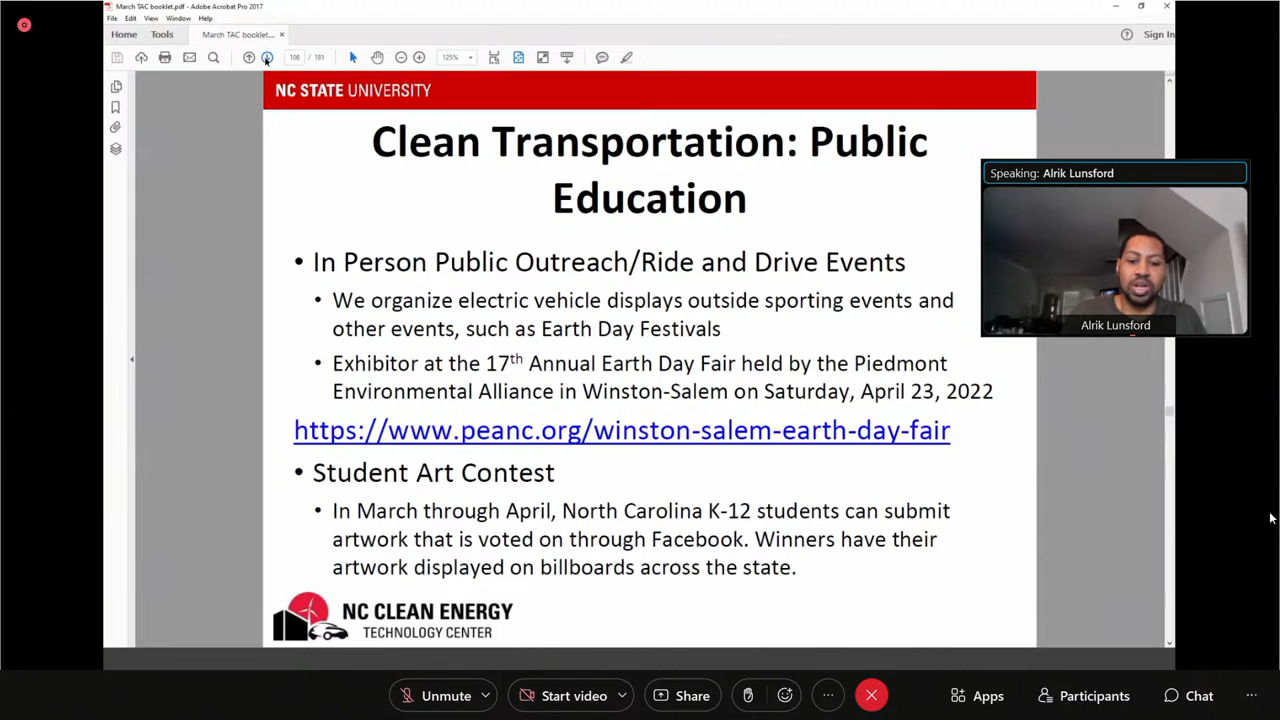 March TAC booklet.pdf - Adobe Acrobat Pro 2017
File Edit View Window Help
Home Tools March TAC booklet.... × Sign In
108 / 181 125%
NC STATE UNIVERSITY
Clean Transportation: Public
Education
Speaking: Alrik Lunsford
Alrik Lunsford
• In Person Public Outreach/Ride and Drive Events
• We organize electric vehicle displays outside sporting events and
other events, such as Earth Day Festivals
• Exhibitor at the 17th Annual Earth Day Fair held by the Piedmont
Environmental Alliance in Winston-Salem on Saturday, April 23, 2022
https://www.peanc.org/winston-salem-earth-day-fair
• Student Art Contest
• In March through April, North Carolina K-12 students can submit
artwork that is voted on through Facebook. Winners have their
artwork displayed on billboards across the state.
NC CLEAN ENERGY
TECHNOLOGY CENTER
Unmute Start video Share Apps Participants Chat